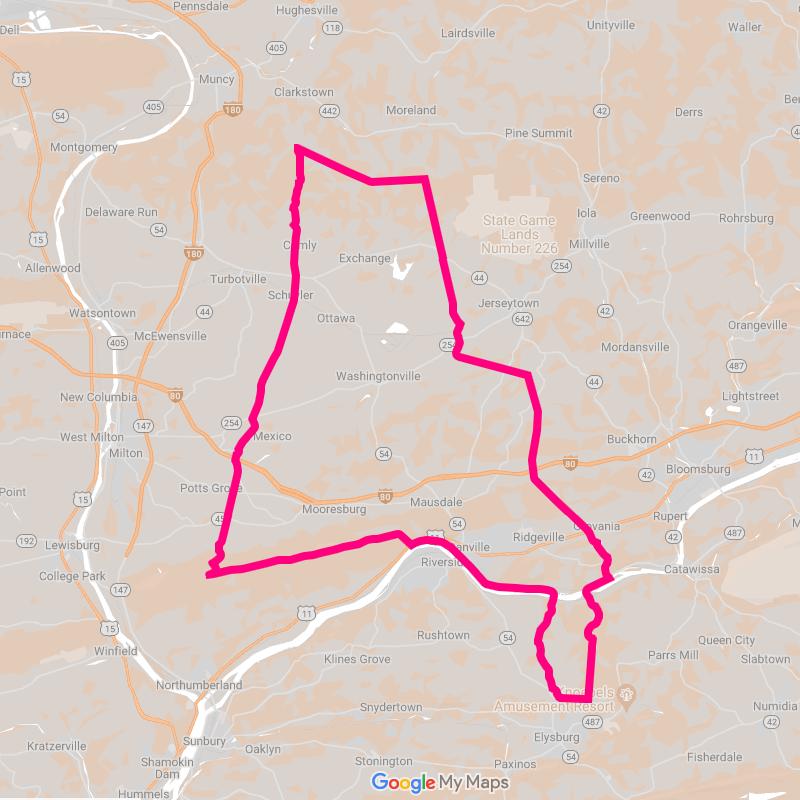 Pennsdale
Hughesville
118
Unityville
Waller
Dell
Lairdsville
405
15
Muncy
Clarkstown
442
Moreland
42
Derrs
54
405
180
Pine Summit
Montgomery
Sereno
Delaware Run
54
State Game
Lands
Number 226
Iola
Greenwood
Rohrsburg
15
180
Millville
Exchange
254
Allenwood
Turbotville
44
Jerseytown
44
Watsontown
Ottawa
642
42
Orangeville
405
McEwensville
254
Mordansville
Washingtonville
487
80
44
New Columbia
Lightstreet
147
254
West Milton
Mexico
Buckhorn
Milton
54
80
11
Bloomsburg
42
Potts Grove
15
80
Mausdale
Mooresburg
54
Rupert
192
Ridgeville
487
Lewisburg
42
College Park
Catawissa
147
11
15
Rushtown
54
Queen City
Winfield
Klines Grove
Parrs Mill
Slabtown
Northumberland
Knoebels
Amusement Resort
Snydertown
487
Numidia
42
Kratzerville
Sunbury
Oaklyn
Elysburg
54
Shamokin
Dam
Stonington
Paxinos
Fisherdale
Hummels
Google My Maps